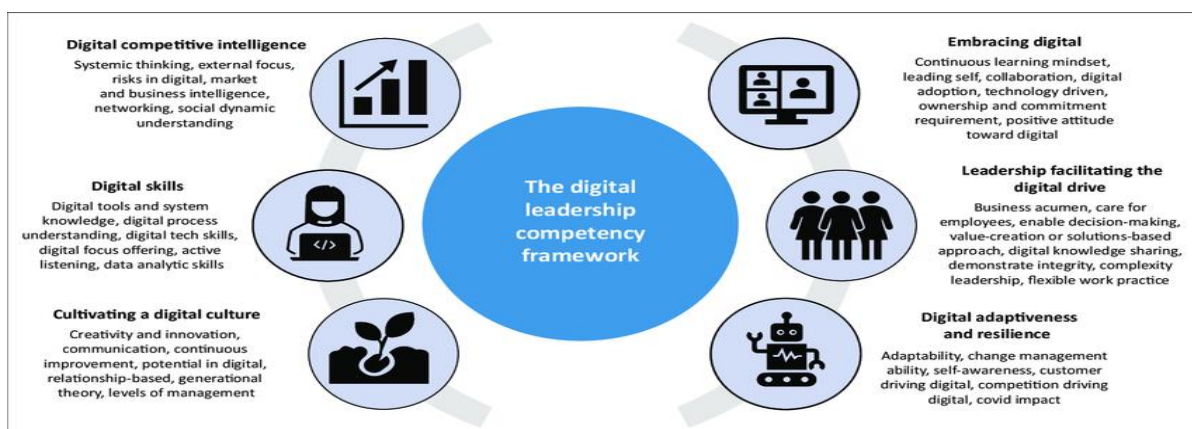 Digital competitive intelligence
Systemic thinking, external focus,
risks in digital, market
and business intelligence,
networking, social dynamic
understanding
Digital skills
Digital tools and system
knowledge, digital process
understanding, digital tech skills,
digital focus offering, active
listening, data analytic skills
</>
Cultivating a digital culture
Creativity and innovation,
communication, continuous
improvement, potential in digital,
relationship-based, generational
theory, levels of management
The digital
leadership
competency
framework
Embracing digital
Continuous learning mindset,
leading self, collaboration, digital
adoption, technology driven,
ownership and commitment
requirement, positive attitude
toward digital
Leadership facilitating the
digital drive
Business acumen, care for
employees, enable decision-making,
value-creation or solutions-based
approach, digital knowledge sharing,
demonstrate integrity, complexity
leadership, flexible work practice
Digital adaptiveness
and resilience
Adaptability, change management
ability, self-awareness, customer
driving digital, competition driving
digital, covid impact